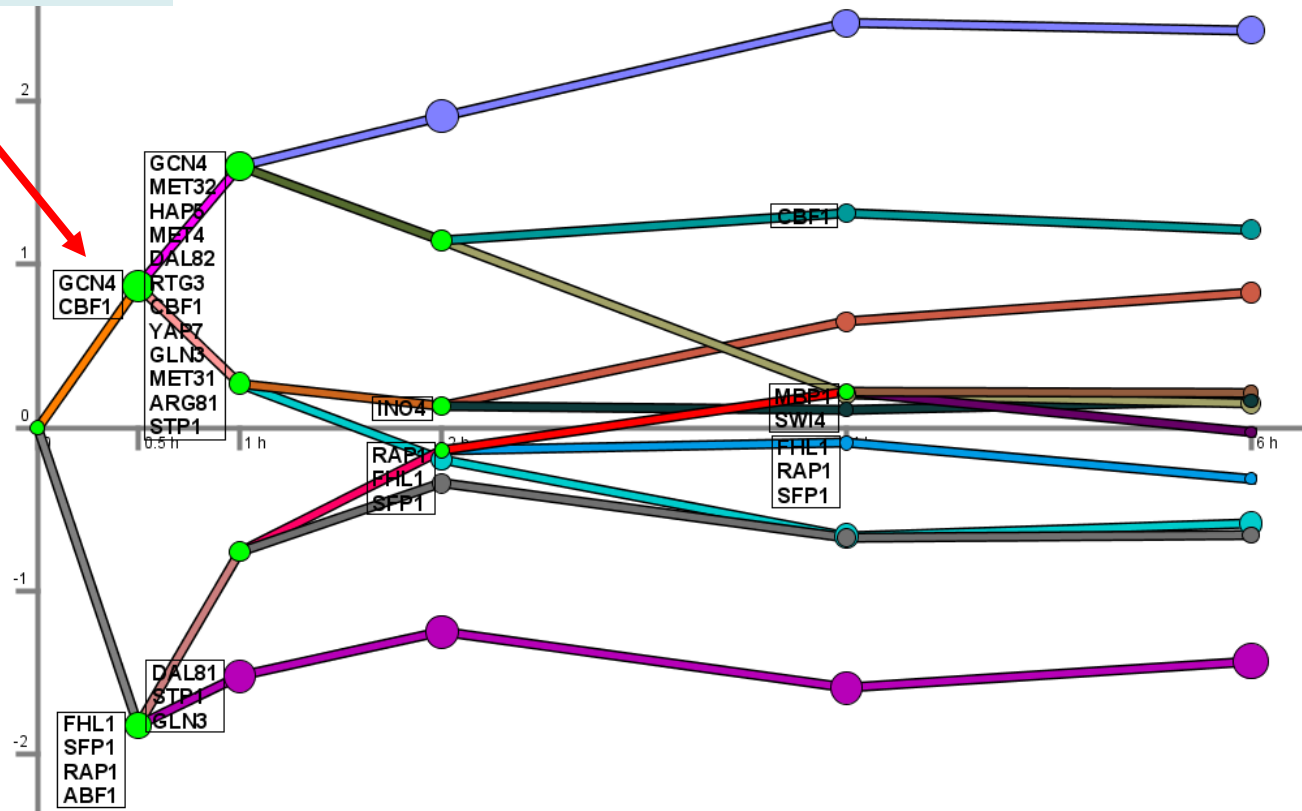 2
1
0
-1
-2
0.5 h
1 h
2 h
6 h
GCN4
CBF1
GCN4
MET32
HAP5
MET4
DAL82
RTG3
CBF1
YAP7
GLN3
MET31
ARG81
STP1
FHL1
SFP1
RAP1
ABF1
DAL81
STP1
GLN3
INO4
RAP1
FHL1
SFP1
CBF1
MBP1
SWI4
FHL1
RAP1
SFP1